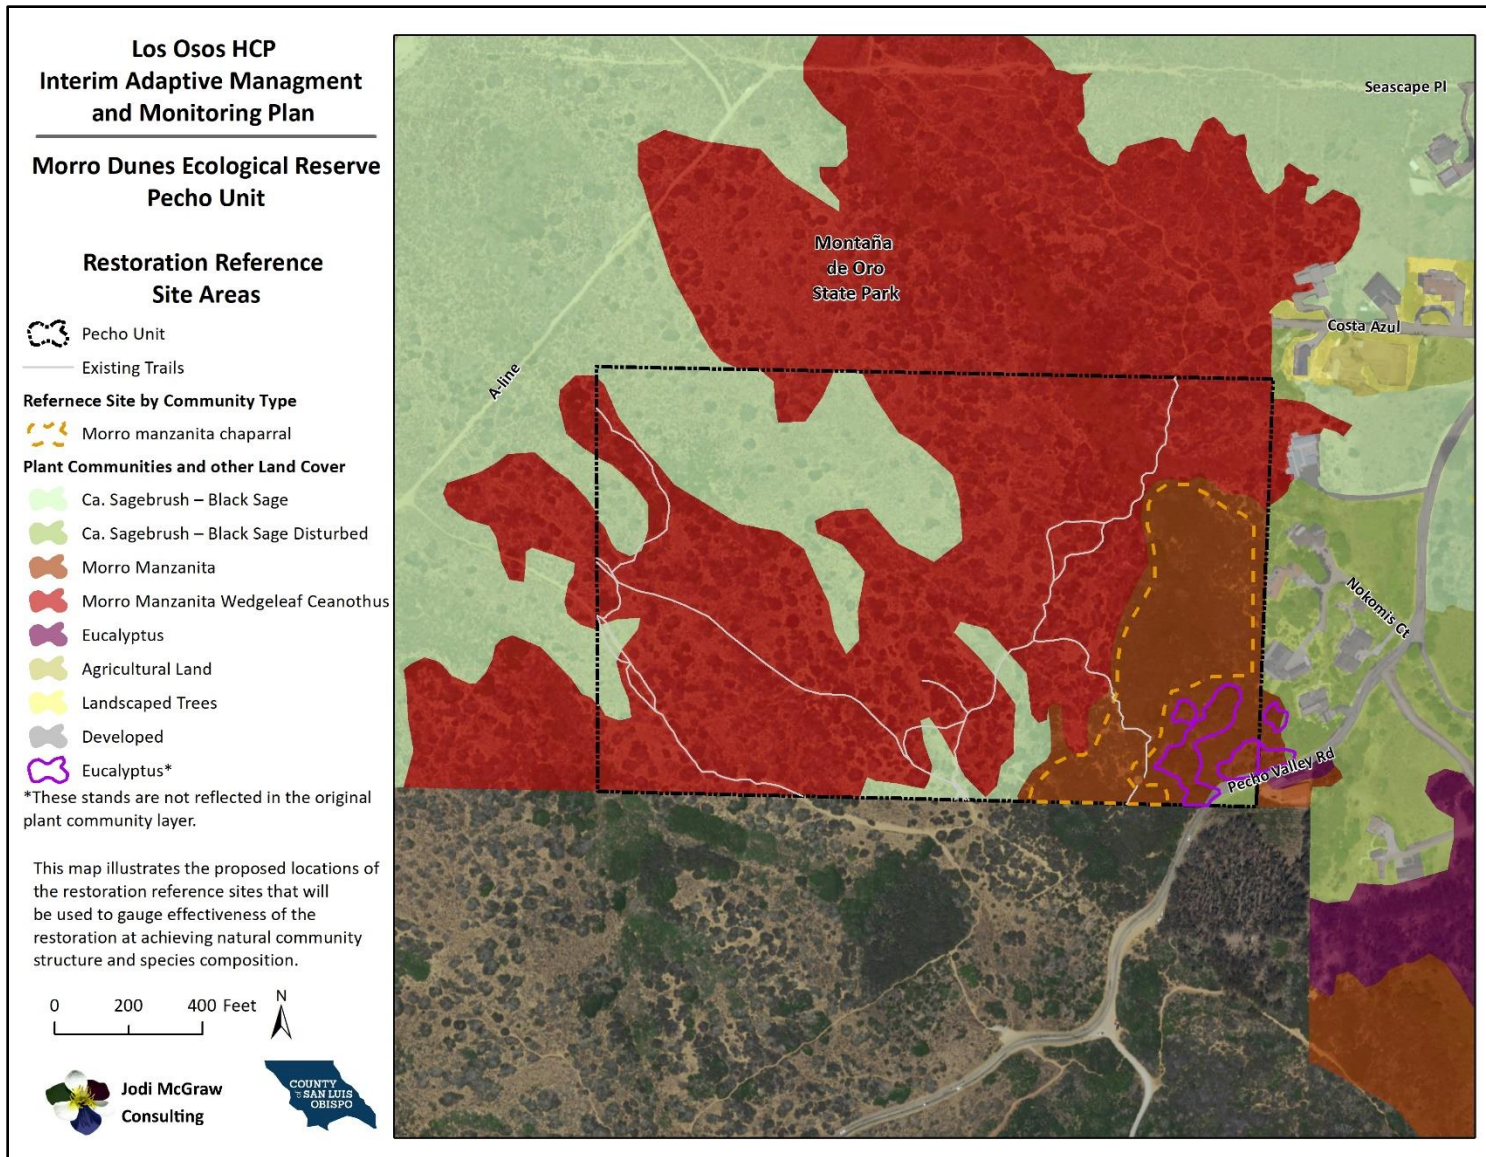 Los Osos HCP
Interim Adaptive Managment
and Monitoring Plan
Morro Dunes Ecological Reserve
Pecho Unit
Restoration Reference
Site Areas
Pecho Unit
Existing Trails
Refernece Site by Community Type
Morro manzanita chaparral
Plant Communities and other Land Cover
Ca. Sagebrush – Black Sage
Ca. Sagebrush – Black Sage Disturbed
Morro Manzanita
Morro Manzanita Wedgeleaf Ceanothus
Eucalyptus
Agricultural Land
Landscaped Trees
Developed
Eucalyptus*
*These stands are not reflected in the original
plant community layer.
This map illustrates the proposed locations of
the restoration reference sites that will
be used to gauge effectiveness of the
restoration at achieving natural community
structure and species composition.
0 200 400 Feet
N
Jodi McGraw
Consulting
COUNTY
OF SAN LUIS
OBISPO
Seascape Pl
Montaña
de Oro
State Park
Costa Azul
A-line
Nokomis Ct
Pecho Valley Rd